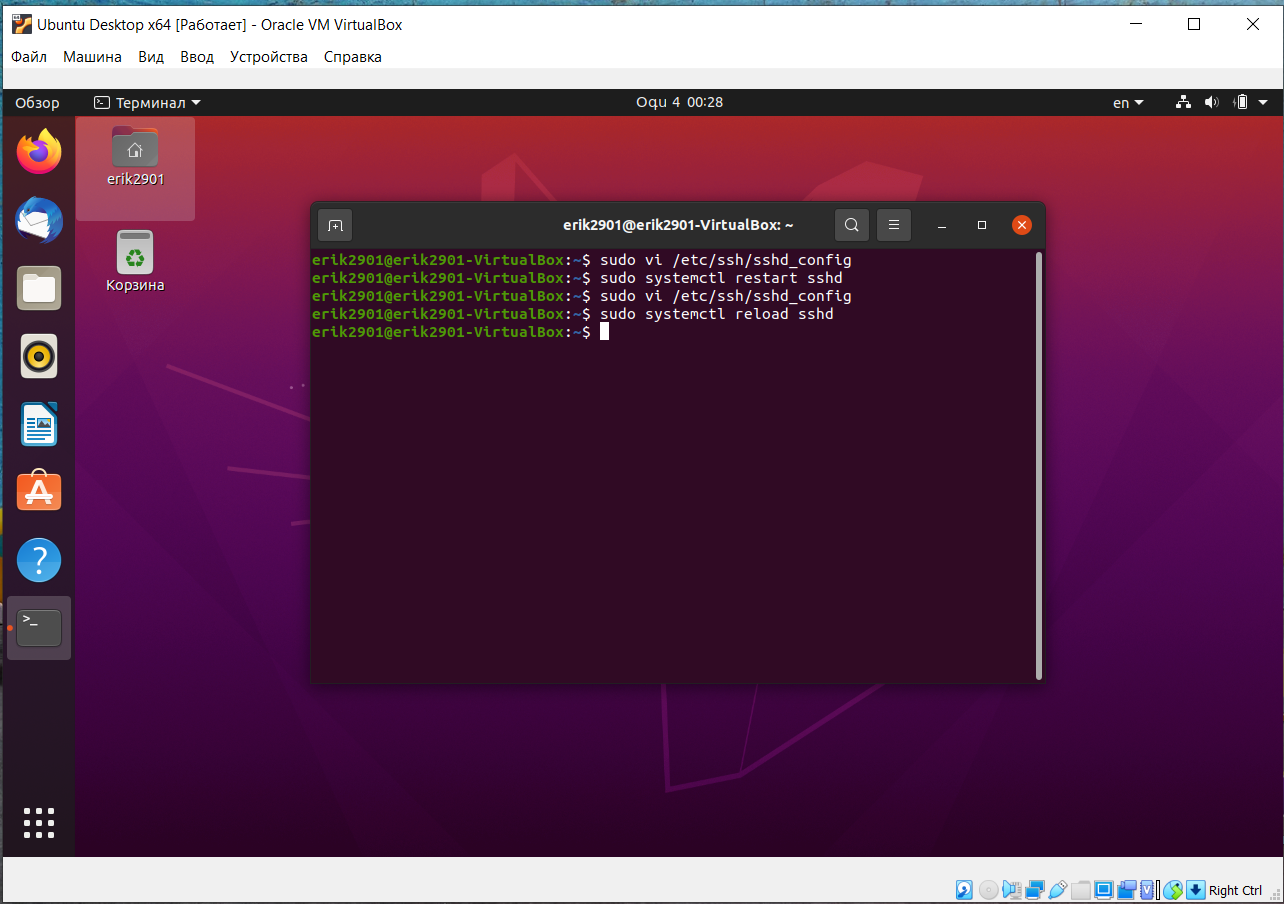 Ubuntu Desktop x64 [Работает] - Oracle VM VirtualBox
Файл Машина Вид Ввод Устройства Справка
Обзор Терминал Oqu 4 00:28 en
erik2901
Корзина
erik2901@erik2901-VirtualBox: ~
erik2901@erik2901-VirtualBox:~$ sudo vi /etc/ssh/sshd_config
erik2901@erik2901-VirtualBox:~$ sudo systemctl restart sshd
erik2901@erik2901-VirtualBox:~$ sudo vi /etc/ssh/sshd_config
erik2901@erik2901-VirtualBox:~$ sudo systemctl reload sshd
erik2901@erik2901-VirtualBox:~$
Right Ctrl